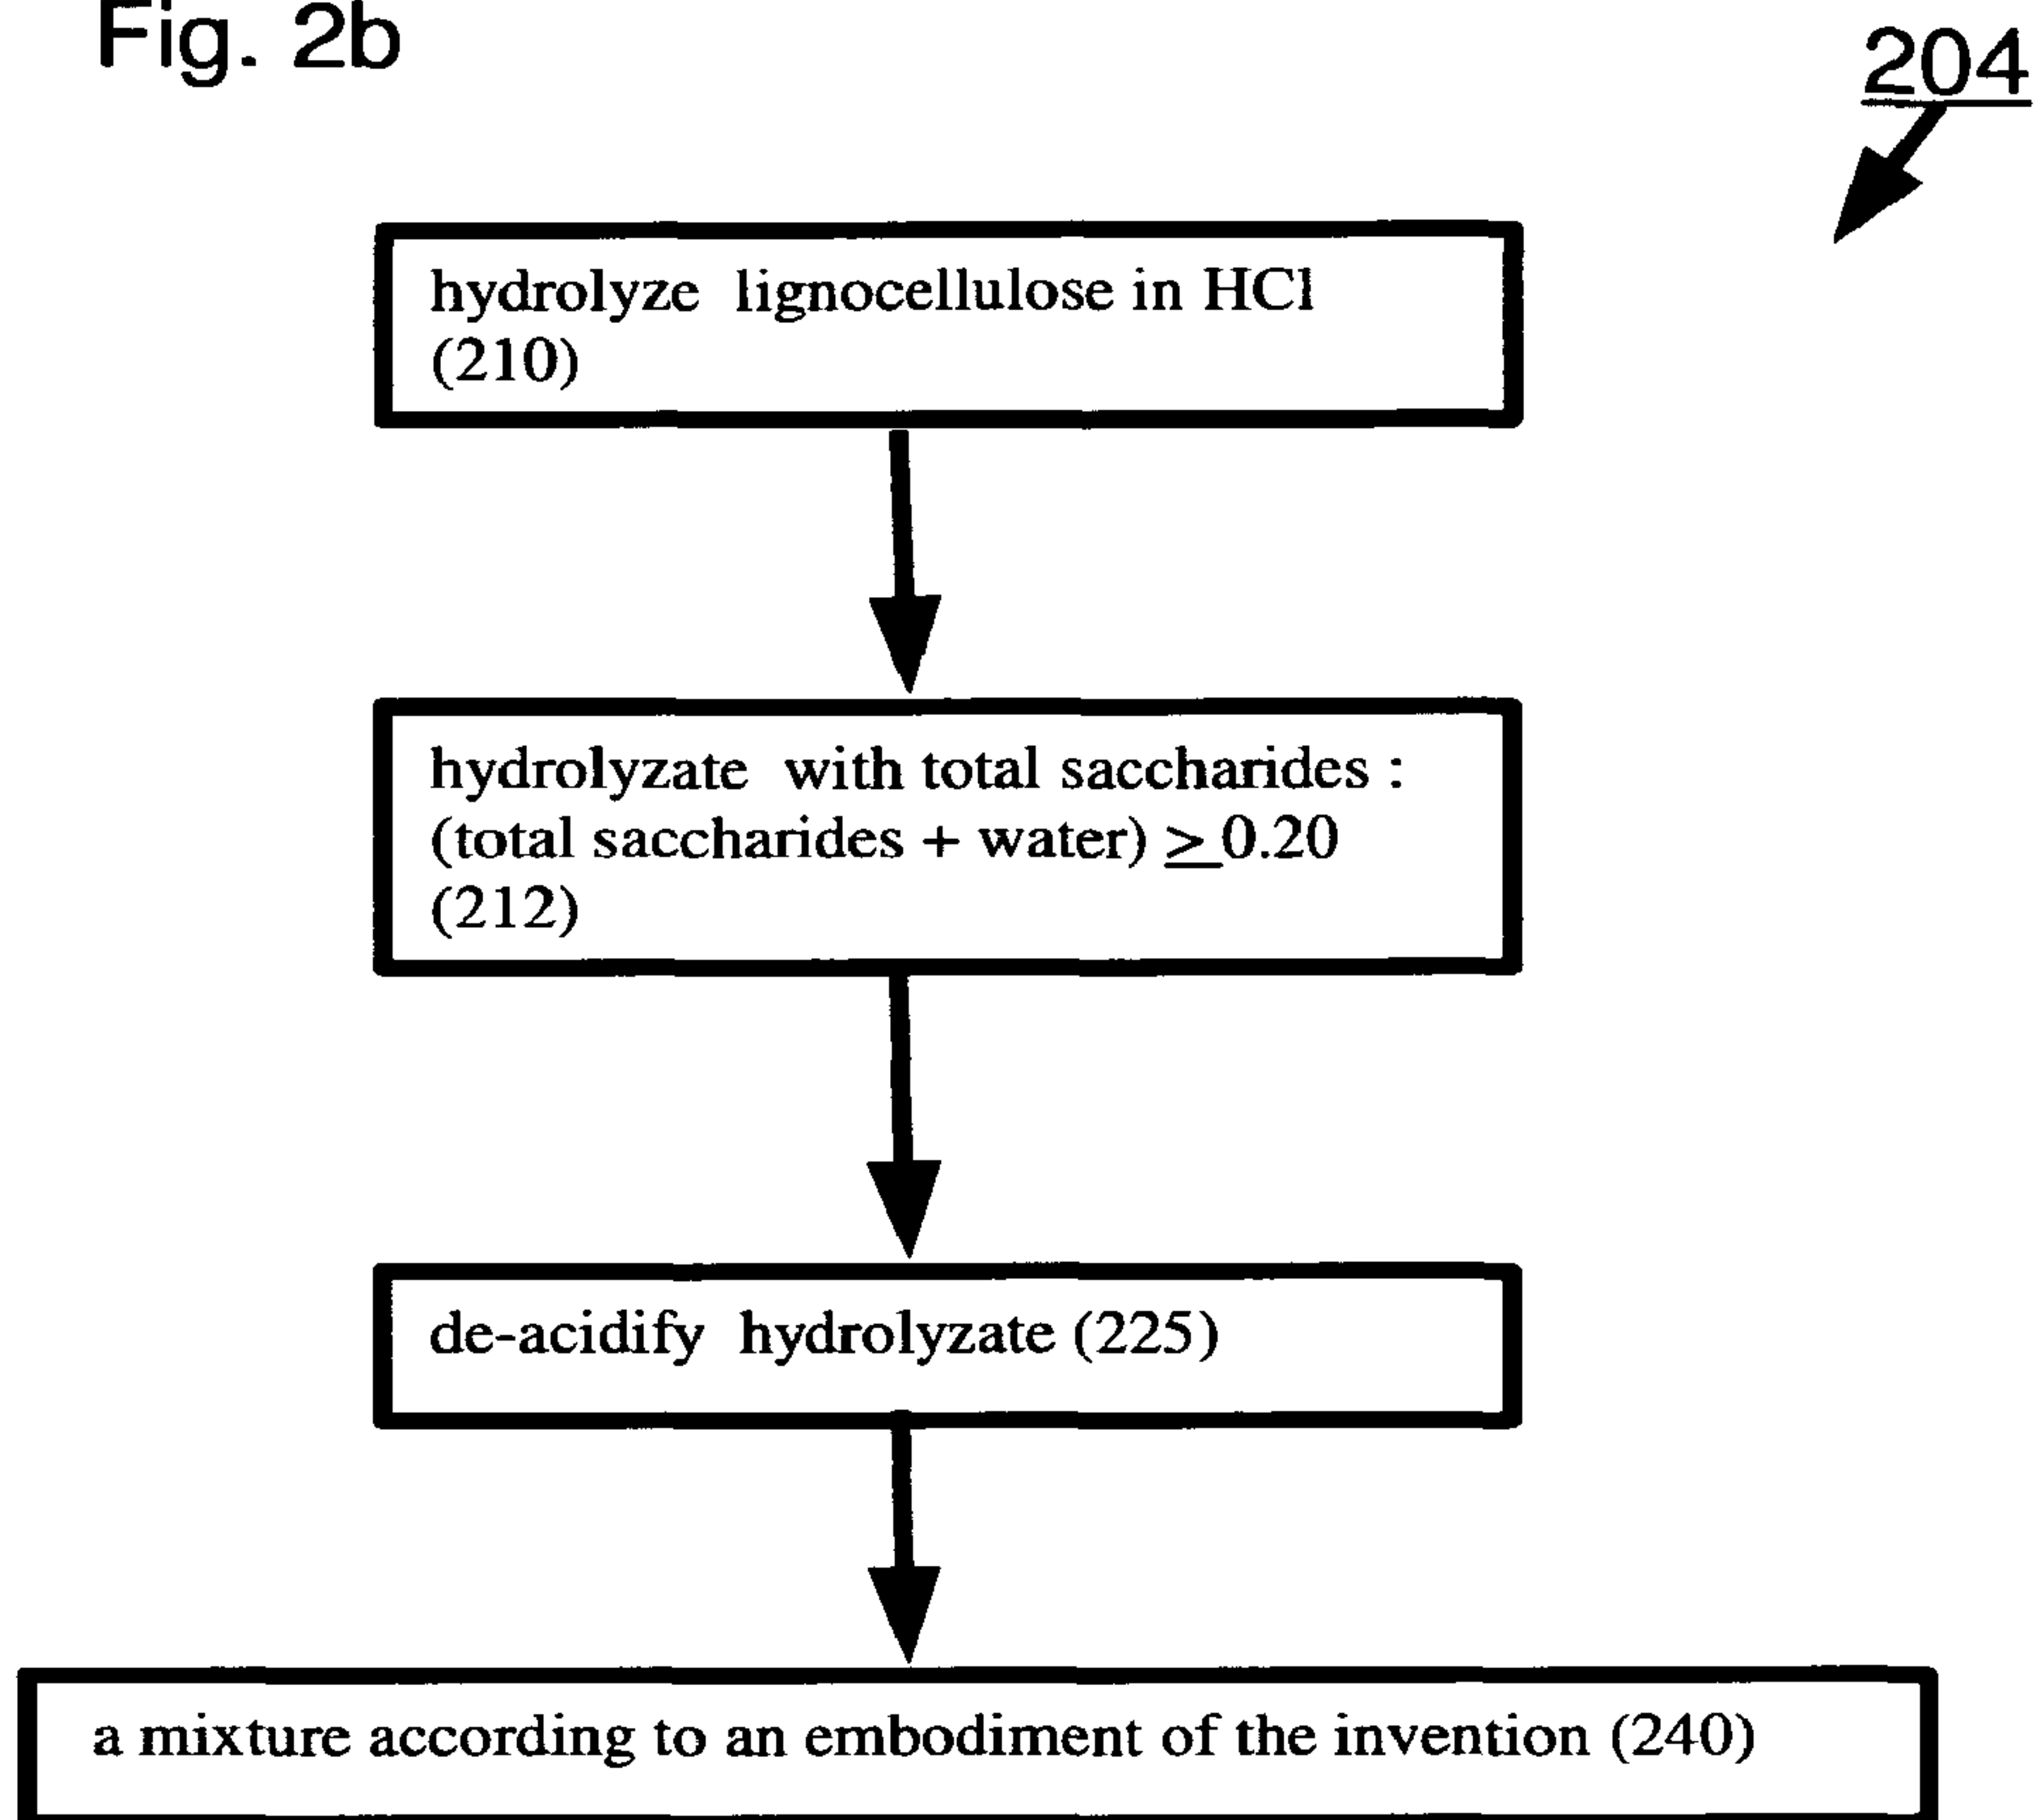 Fig. 2b
204
hydrolyze lignocellulose in HCl
(210)
hydrolyzate with total saccharides :
(total saccharides + water) ≥ 0.20
(212)
de-acidify hydrolyzate (225)
a mixture according to an embodiment of the invention (240)